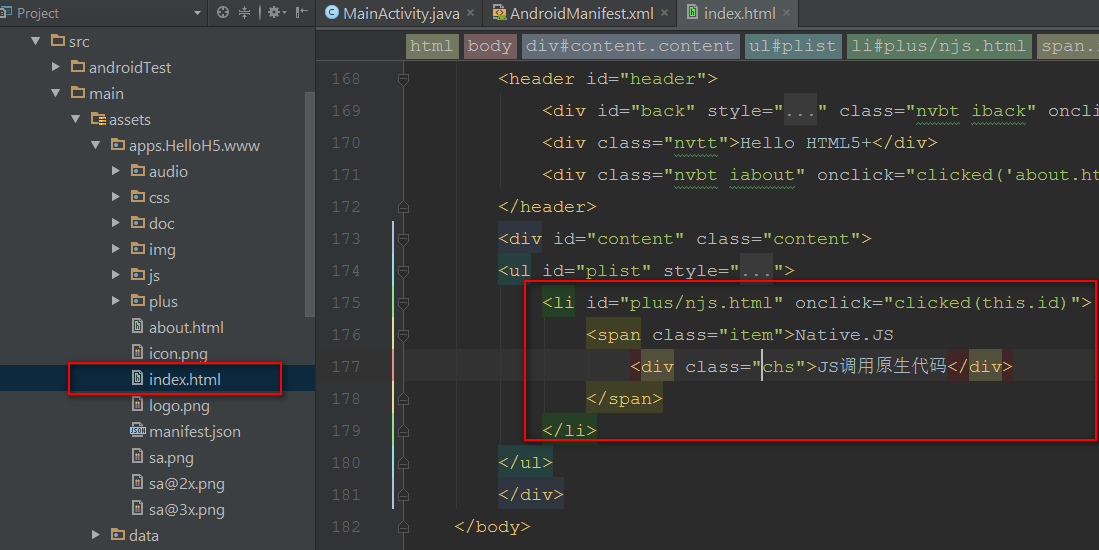 Project
MainActivity.java
AndroidManifest.xml
index.html
html body div#content.content ul#plist li#plus/njs.html span.
src
androidTest
main
assets
apps.HelloH5.www
audio
css
doc
img
js
plus
about.html
icon.png
index.html
logo.png
manifest.json
sa.png
sa@2x.png
sa@3x.png
data
168 <header id="header">
169 <div id="back" style="..." class="nvbt iback" onclic
170 <div class="nvtt">Hello HTML5+</div>
171 <div class="nvbt iabout" onclick="clicked('about.ht
172 </header>
173 <div id="content" class="content">
174 <ul id="plist" style="...">
175 <li id="plus/njs.html" onclick="clicked(this.id)">
176 <span class="item">Native.JS
177 <div class="chs">JS调用原生代码</div>
178 </span>
179 </li>
180 </ul>
181 </div>
182 </body>